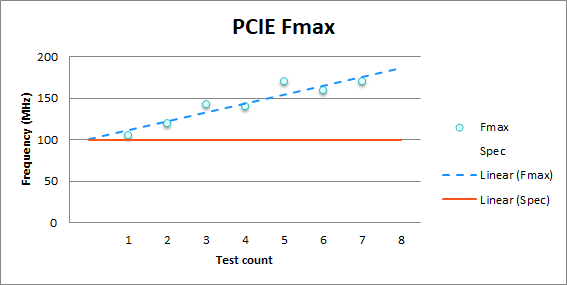 PCIE Fmax
Frequency (MHz)
200
150
100
50
0
1 2 3 4 5 6 7 8
Test count
Fmax
Spec
Linear (Fmax)
Linear (Spec)